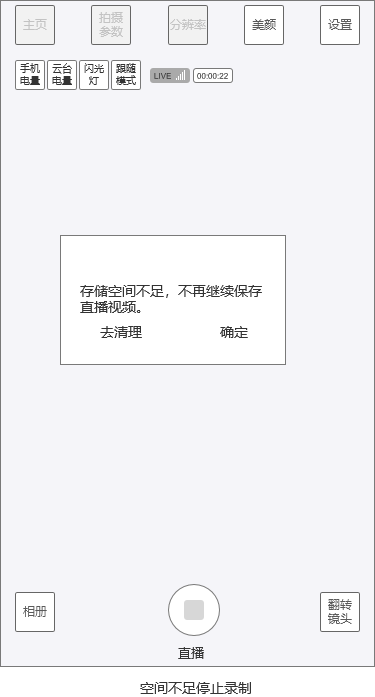 主页
拍摄
参数
分辨率
美颜
设置
手机
电量
云台
电量
闪光
灯
跟随
模式
LIVE
00:00:22
存储空间不足，不再继续保存
直播视频。
去清理
确定
相册
翻转
镜头
直播
空间不足停止录制